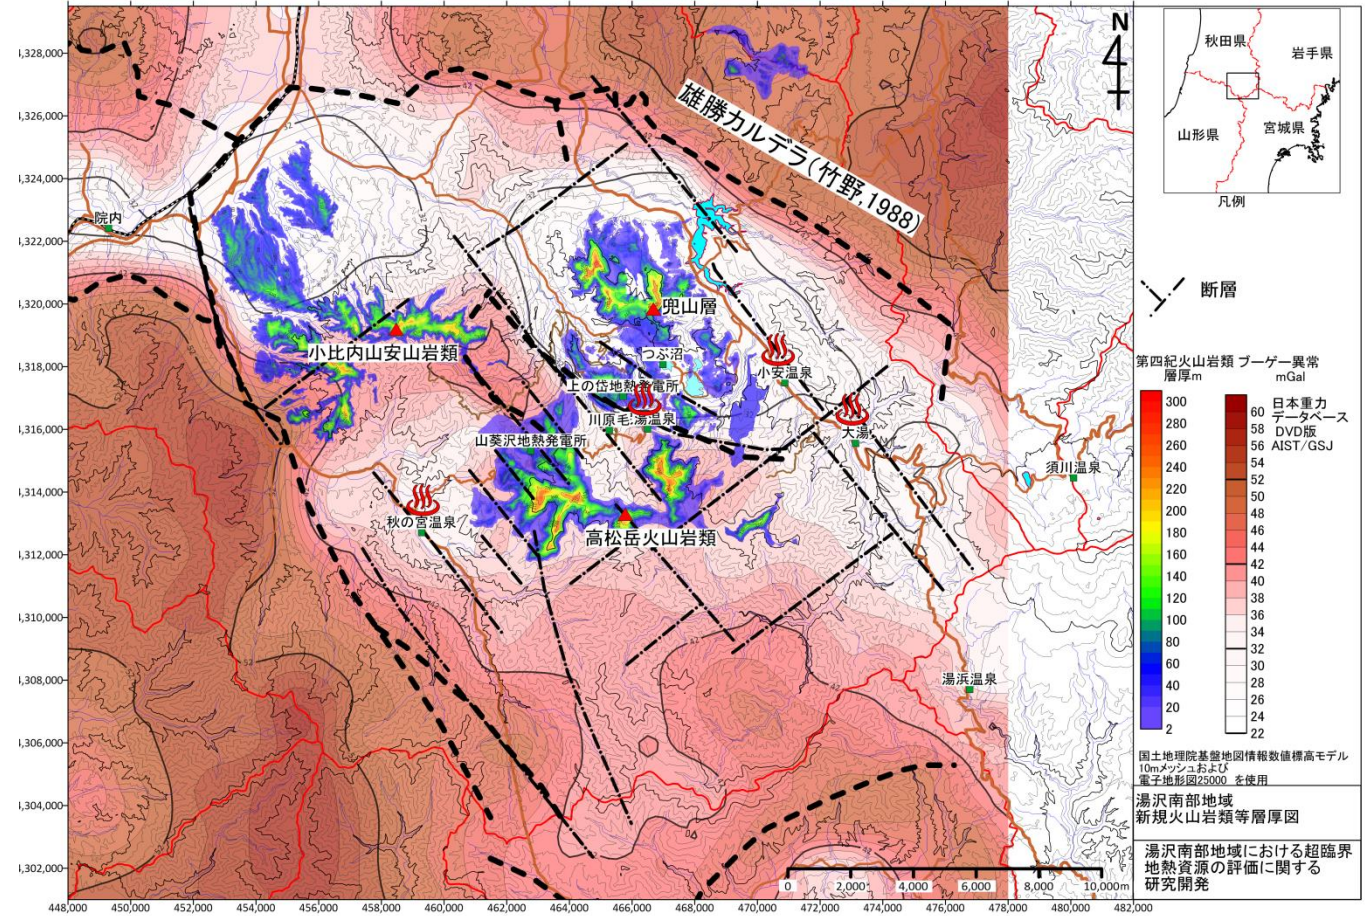 ,328,000
,326,000
,324,000
,322,000
,320,000
,318,000
,316,000
,314,000
,312,000
,310,000
,308,000
,306,000
,304,000
,302,000
448,000
450,000
452,000
454,000
456,000
458,000
460,000
462,000
464,000
466,000
468,000
470,000
472,000
474,000
476,000
478,000
480,000
482,000
N
雄勝カルデラ(竹野,1988)
院内
兜山層
小比内山安山岩類
つぶ沼
小安温泉
上の岱地熱発電所
川原毛湯温泉
大湯
山葵沢地熱発電所
須川温泉
秋の宮温泉
高松岳火山岩類
湯浜温泉
42
32
52
0
2,000
4,000
6,000
8,000
10,000m
秋田県
岩手県
山形県
宮城県
凡例
断層
第四紀火山岩類 ブーゲー異常
層厚m
mGal
300
280
260
240
220
200
180
160
140
120
100
80
60
40
20
2
60
58
56
54
52
50
48
46
44
42
40
38
36
34
32
30
28
26
24
22
日本重力
データベース
DVD版
AIST/GSJ
国土地理院基盤地図情報数値標高モデル
10mメッシュおよび
電子地形図25000 を使用
湯沢南部地域
新規火山岩類等層厚図
湯沢南部地域における超臨界
地熱資源の評価に関する
研究開発